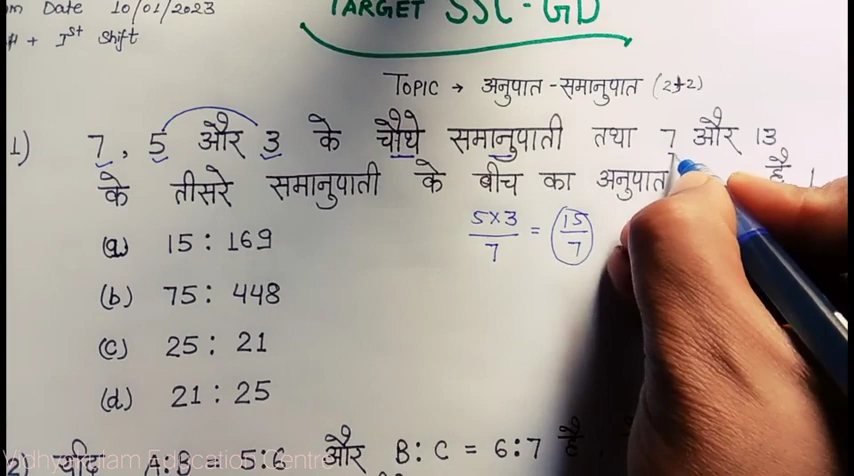 Date 10/01/2023
TARGET SSC-GD
+ Ist Shift
TOPIC → अनुपात-समानुपात (2+2)
1) 7, 5 और 3 के चौथे समानुपाती तथा 7 और 13
के तीसरे समानुपाती के बीच का अनुपात है।
5×3/7 = 15/7
(a) 15 : 169
(b) 75 : 448
(c) 25 : 21
(d) 21 : 25
2) यदि A:B = 5:6 और B:C = 6:7 है
Vidhyakulam Education Centre